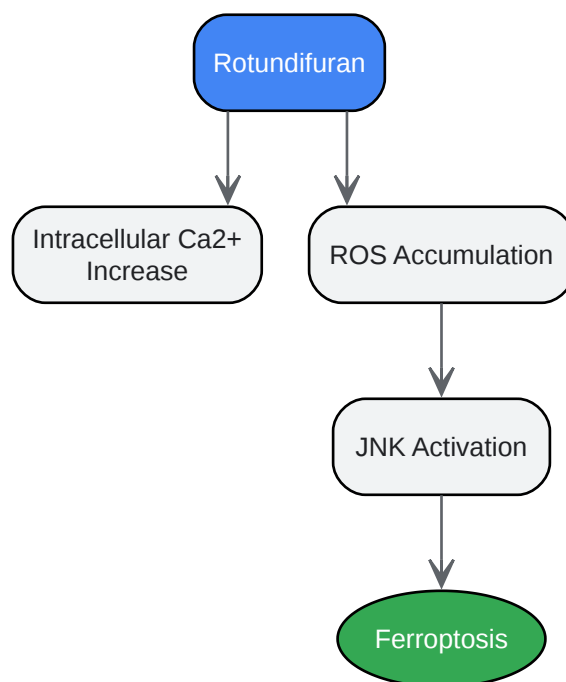 Rotundifuran
Intracellular Ca2+
Increase
ROS Accumulation
JNK Activation
Ferroptosis